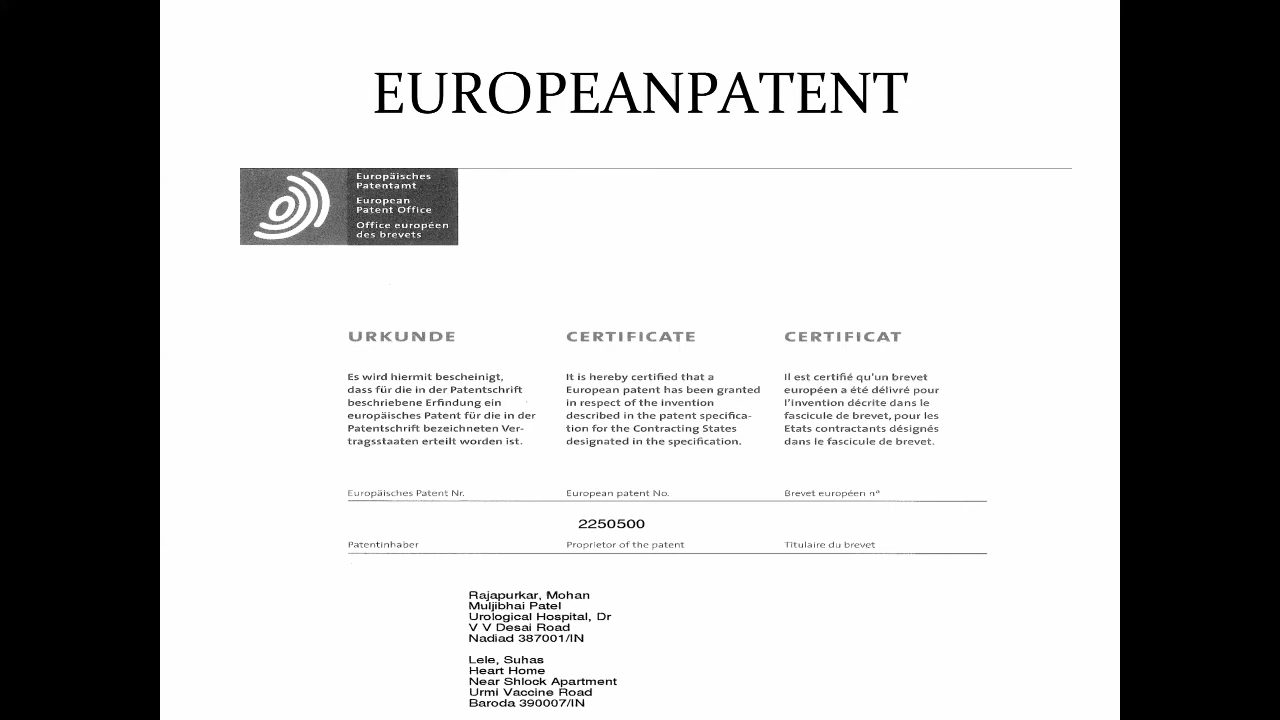 EUROPEANPATENT
Europäisches
Patentamt
European
Patent Office
Office européen
des brevets
URKUNDE
Es wird hiermit bescheinigt,
dass für die in der Patentschrift
beschriebene Erfindung ein
europäisches Patent für die in der
Patentschrift bezeichneten Ver-
tragsstaaten erteilt worden ist.
CERTIFICATE
It is hereby certified that a
European patent has been granted
in respect of the invention
described in the patent specifica-
tion for the Contracting States
designated in the specification.
CERTIFICAT
Il est certifié qu'un brevet
européen a été délivré pour
l'invention décrite dans le
fascicule de brevet, pour les
Etats contractants désignés
dans le fascicule de brevet.
Europäisches Patent Nr.
European patent No.
Brevet européen nº
2250500
Patentinhaber
Proprietor of the patent
Titulaire du brevet
Rajapurkar, Mohan
Muljibhai Patel
Urological Hospital, Dr
V V Desai Road
Nadiad 387001/IN
Lele, Suhas
Heart Home
Near Shlock Apartment
Urmi Vaccine Road
Baroda 390007/IN